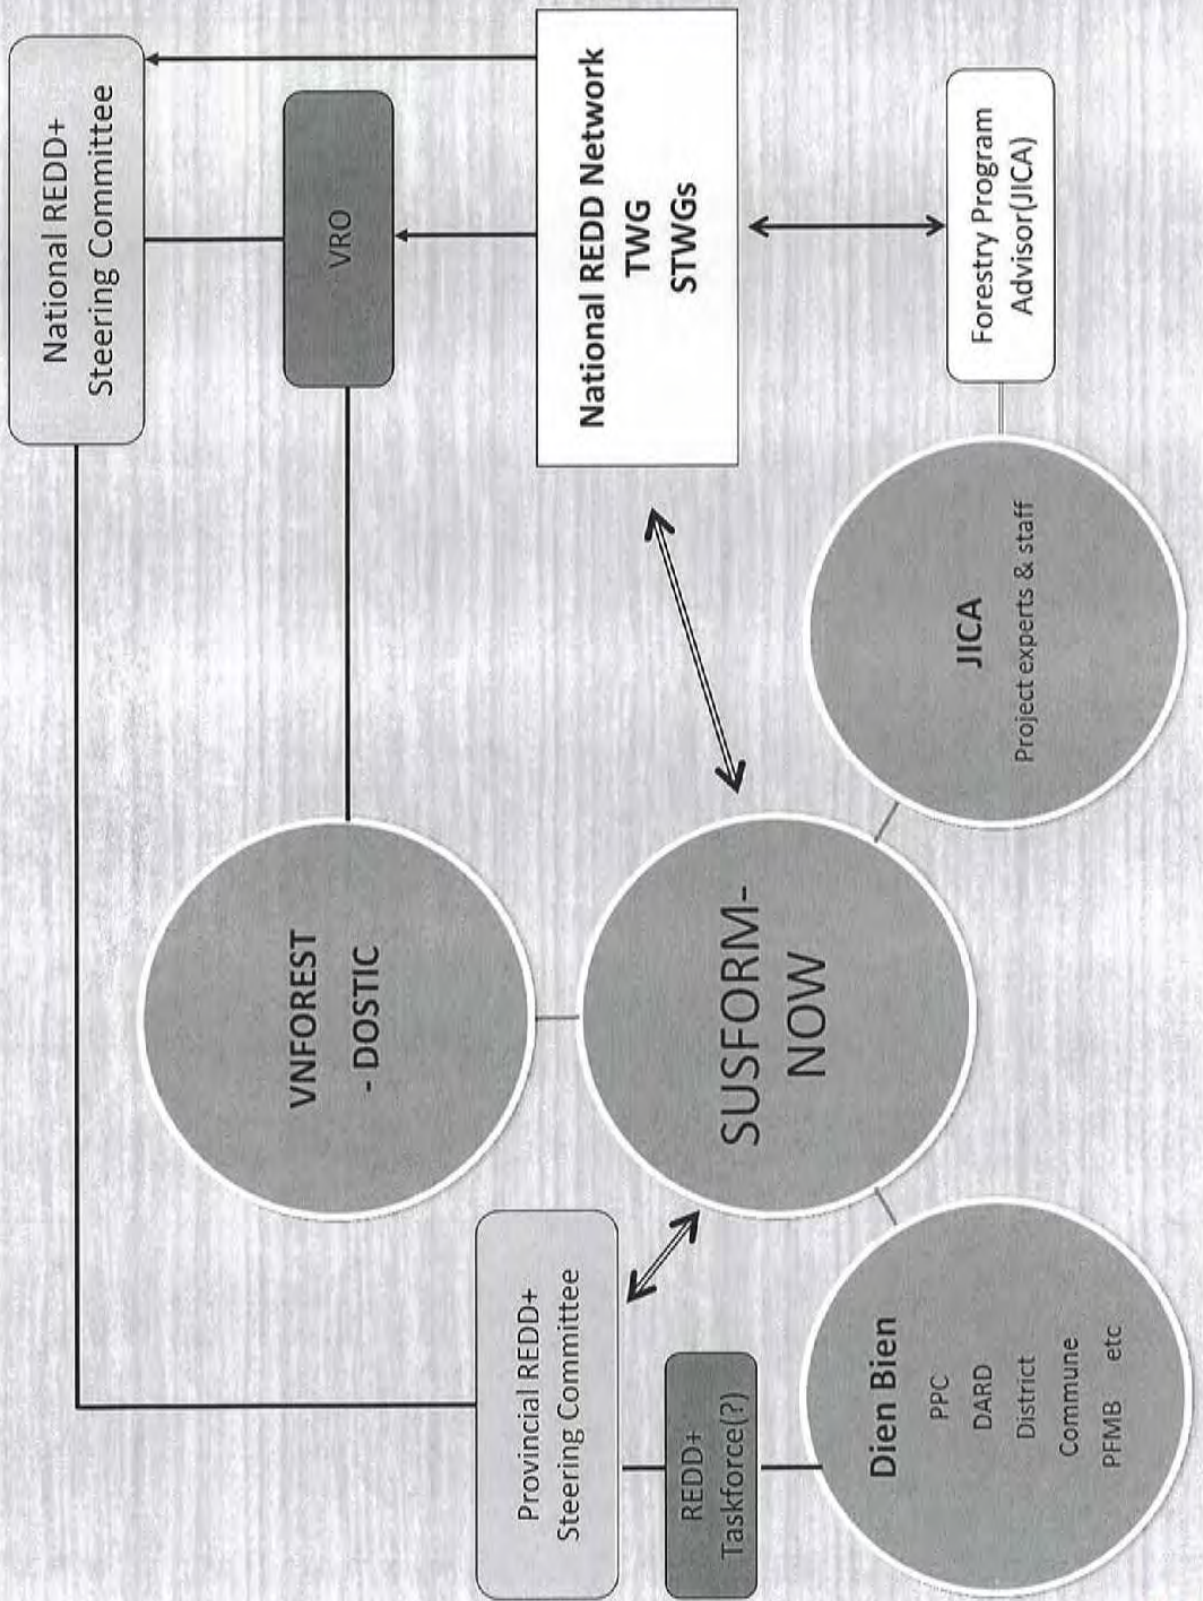 National REDD+
Steering Committee
VRO
National REDD Network
TWG
STWGs
Forestry Program
Advisor(JICA)
VNFOREST
- DOSTIC
SUSFORM-
NOW
JICA
Project experts & staff
Provincial REDD+
Steering Committee
REDD+
Taskforce(?)
Dien Bien
PPC
DARD
District
Commune
PFMB etc